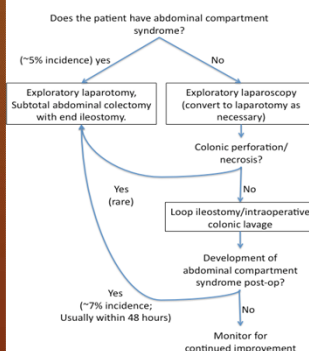 Does the patient have abdominal compartment
syndrome?
(~5% incidence) yes
No
Exploratory laparotomy,
Subtotal abdominal colectomy
with end ileostomy.
Exploratory laparoscopy
(convert to laparotomy as
necessary)
Colonic perforation/
necrosis?
Yes
(rare)
No
Loop ileostomy/intraoperative
colonic lavage
Development of
abdominal compartment
syndrome post-op?
Yes
(~7% incidence;
Usually within 48 hours)
No
Monitor for
continued improvement